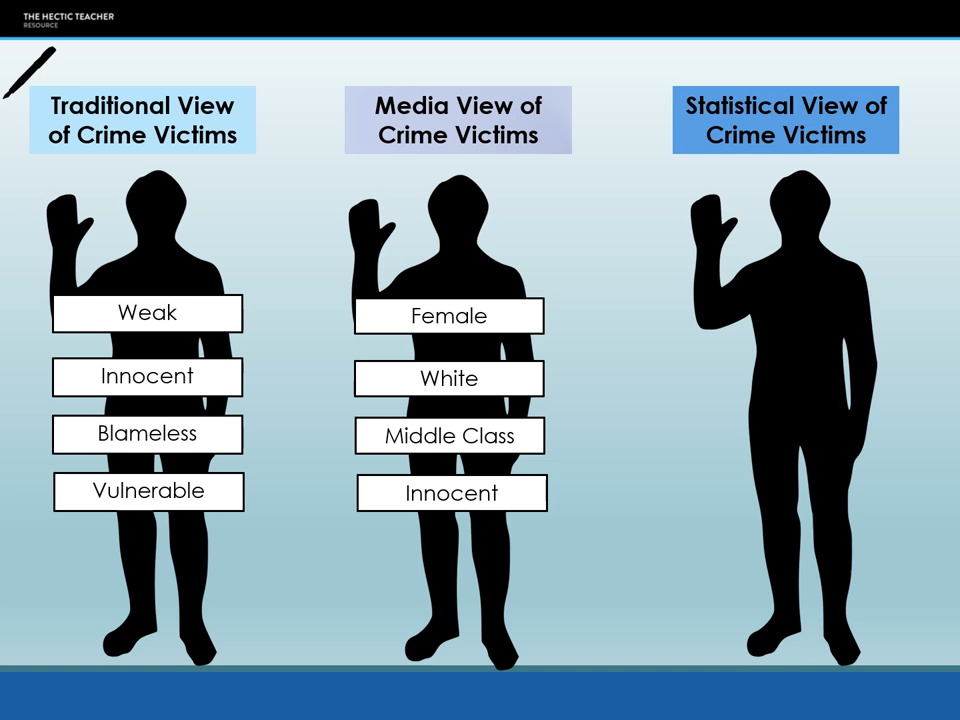 THE HECTIC TEACHER
RESOURCE
Traditional View
of Crime Victims
Weak
Innocent
Blameless
Vulnerable
Media View of
Crime Victims
Female
White
Middle Class
Innocent
Statistical View of
Crime Victims